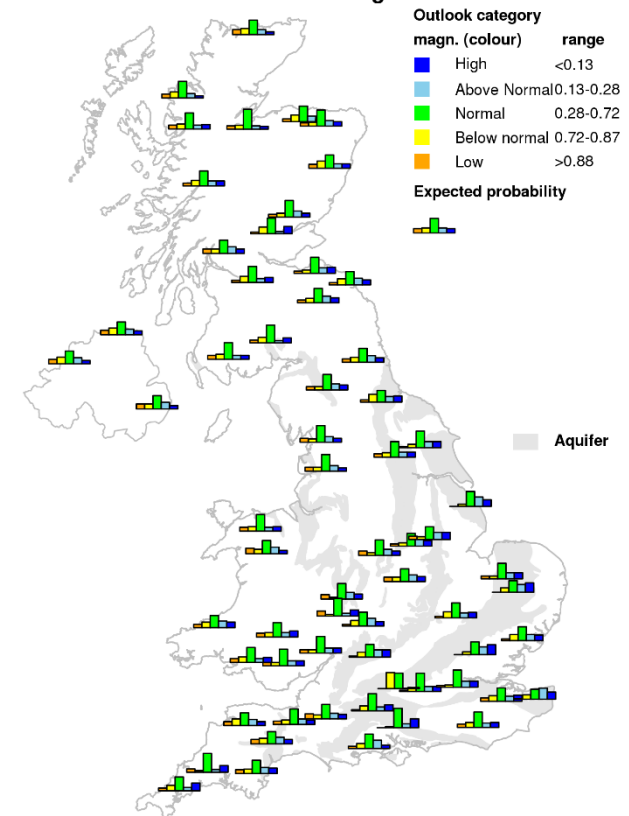 Outlook category
magn. (colour) range
High <0.13
Above Normal 0.13-0.28
Normal 0.28-0.72
Below normal 0.72-0.87
Low >0.88
Expected probability
Aquifer